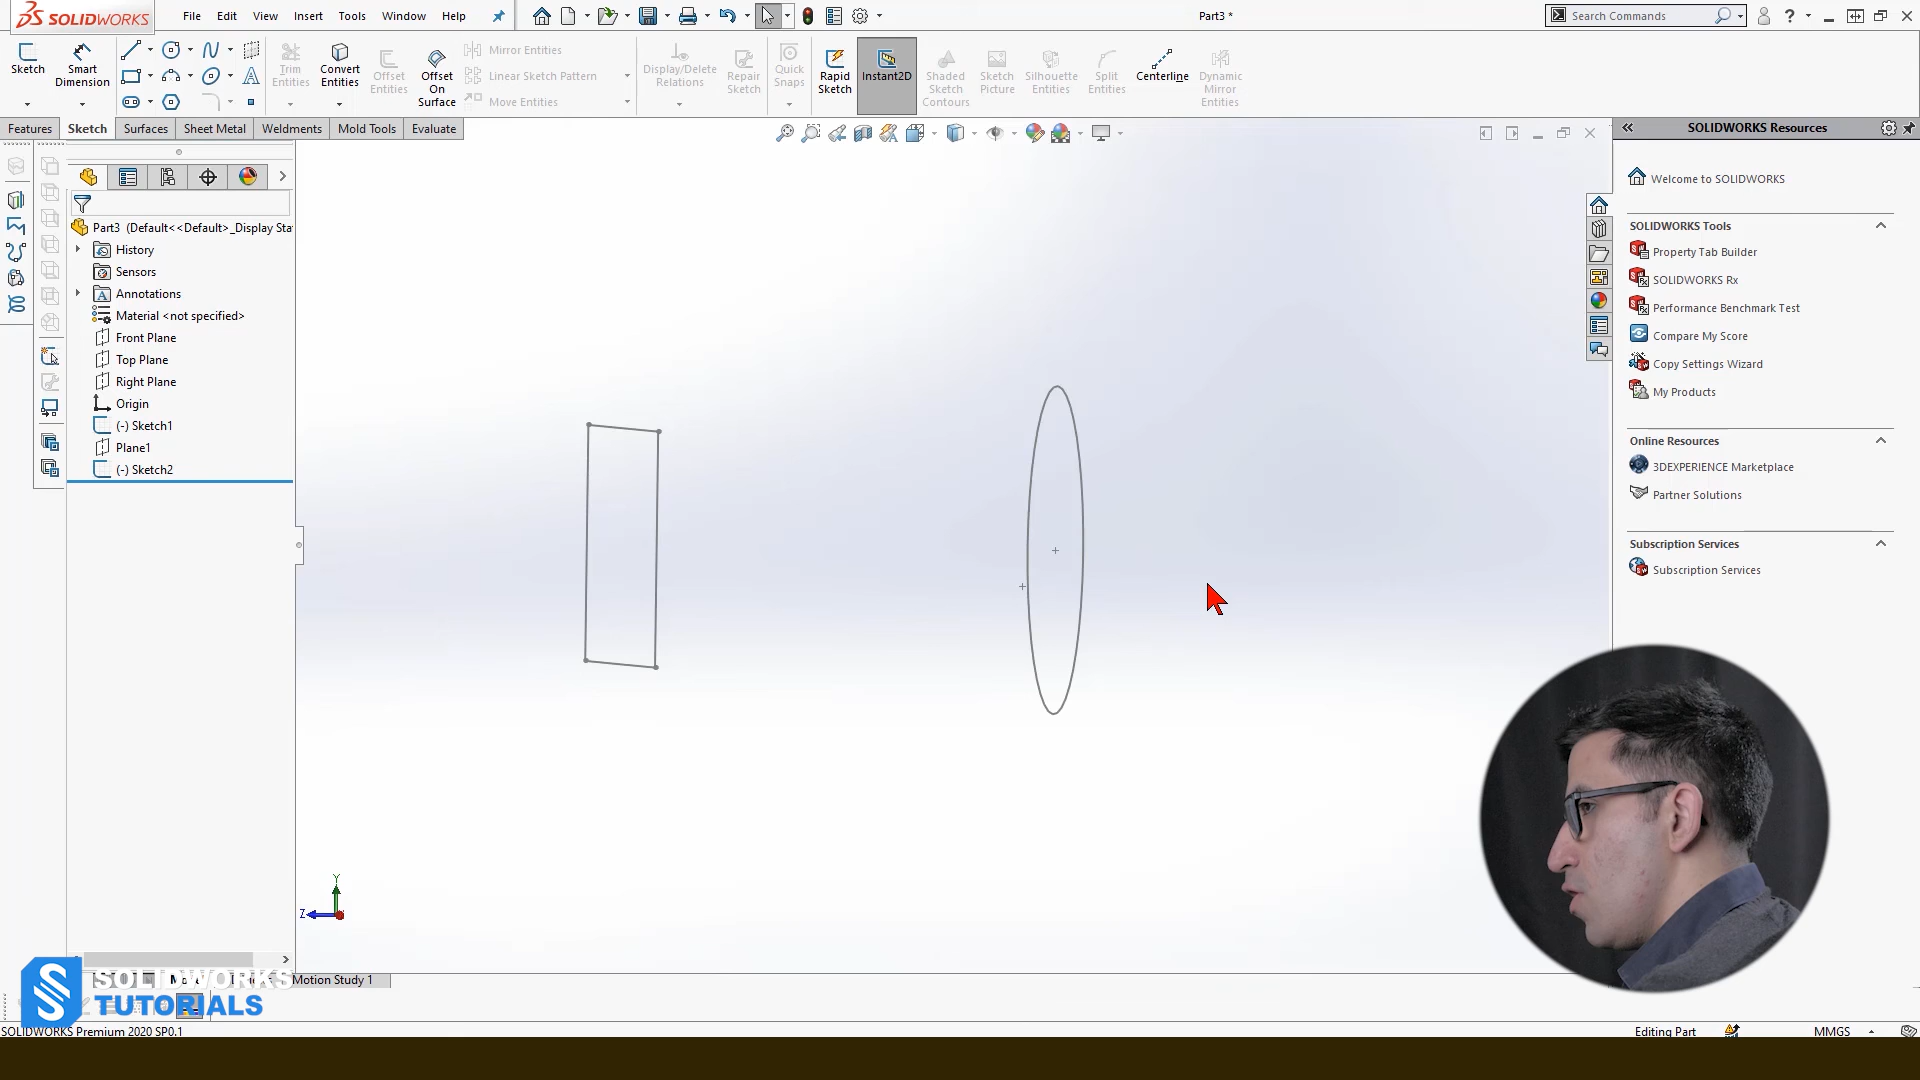 SOLIDWORKS
File Edit View Insert Tools Window Help
Part3 *
Search Commands
Sketch
Smart Dimension
Trim Entities
Convert Entities
Offset Entities
Offset On Surface
Mirror Entities
Linear Sketch Pattern
Move Entities
Display/Delete Relations
Repair Sketch
Quick Snaps
Rapid Sketch
Instant2D
Shaded Sketch Contours
Sketch Picture
Silhouette Entities
Split Entities
Centerline
Dynamic Mirror Entities
Features Sketch Surfaces Sheet Metal Weldments Mold Tools Evaluate
SOLIDWORKS Resources
Part3 (Default<<Default>_Display Sta
History
Sensors
Annotations
Material <not specified>
Front Plane
Top Plane
Right Plane
Origin
(-) Sketch1
Plane1
(-) Sketch2
Welcome to SOLIDWORKS
SOLIDWORKS Tools
Property Tab Builder
SOLIDWORKS Rx
Performance Benchmark Test
Compare My Score
Copy Settings Wizard
My Products
Online Resources
3DEXPERIENCE Marketplace
Partner Solutions
Subscription Services
Subscription Services
Y
Z
Motion Study 1
SOLIDWORKS
TUTORIALS
SOLIDWORKS Premium 2020 SP0.1
Editing Part
MMGS